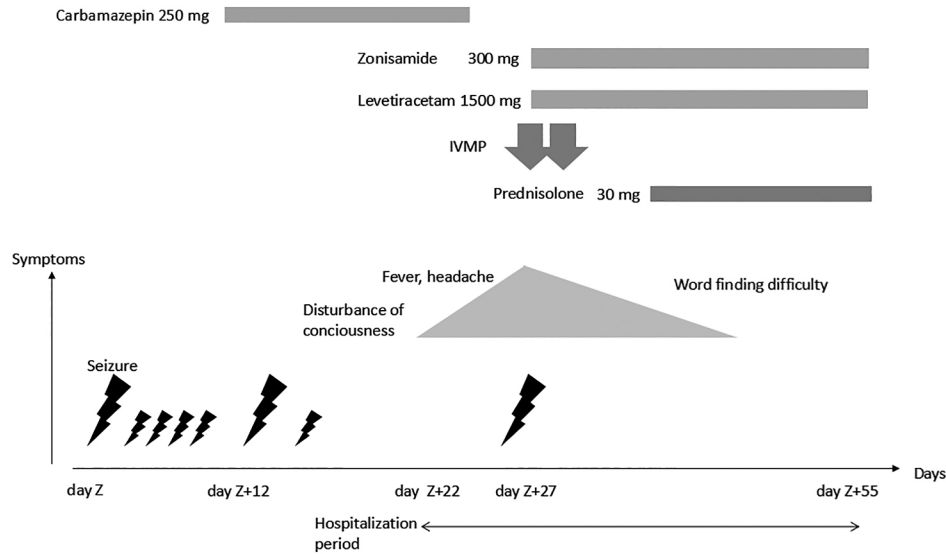 Carbamazepin 250 mg
Zonisamide 300 mg
Levetiracetam 1500 mg
IVMP
Prednisolone 30 mg
Symptoms
Fever, headache
Word finding difficulty
Disturbance of
conciousness
Seizure
Days
day Z
day Z+12
day Z+22
day Z+27
day Z+55
Hospitalization
period